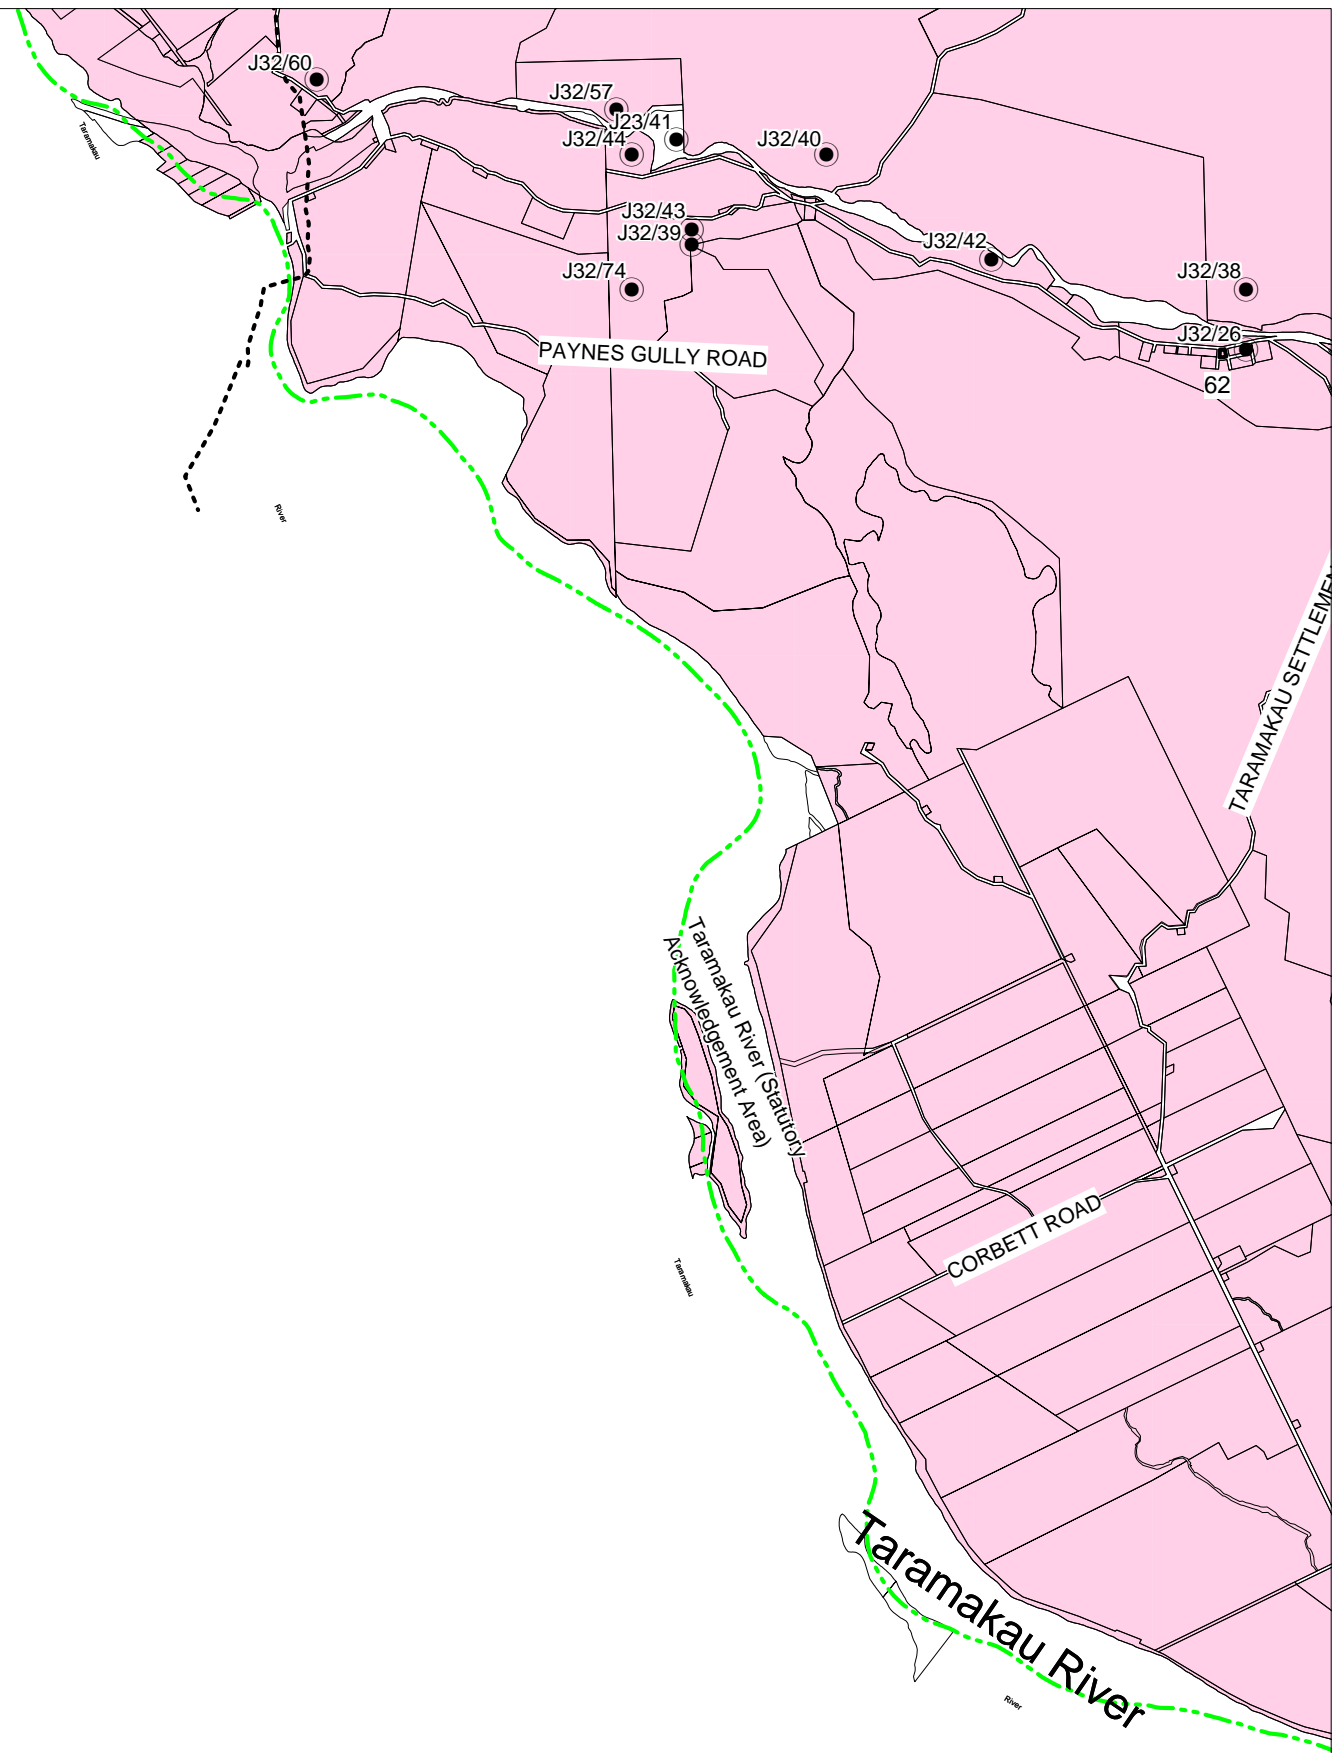 J32/60
J32/57
J23/41
J32/44
J32/40
Taramakau
J32/43
J32/39
J32/42
J32/74
J32/38
J32/26
PAYNES GULLY ROAD
62
River
TARAMAKAU SETTLEMEN
Taramakau River (Statutory
Acknowledgement Area)
CORBETT ROAD
Taramakau
Taramakau River
River